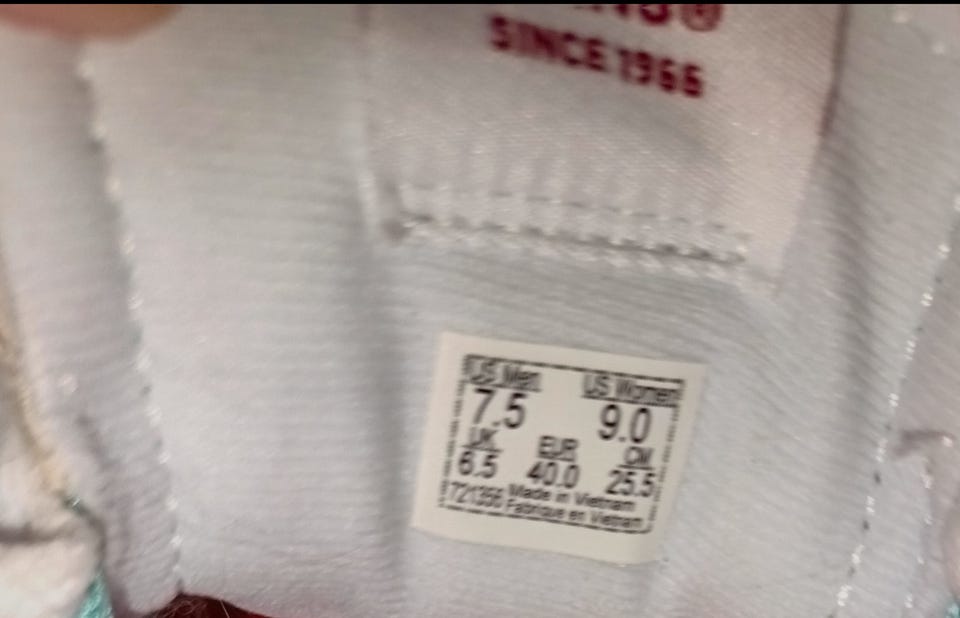 SINCE 1966
US Men US Women
7.5 9.0
UK EUR CM
6.5 40.0 25.5
721356 Made in Vietnam
Fabrique en Vietnam